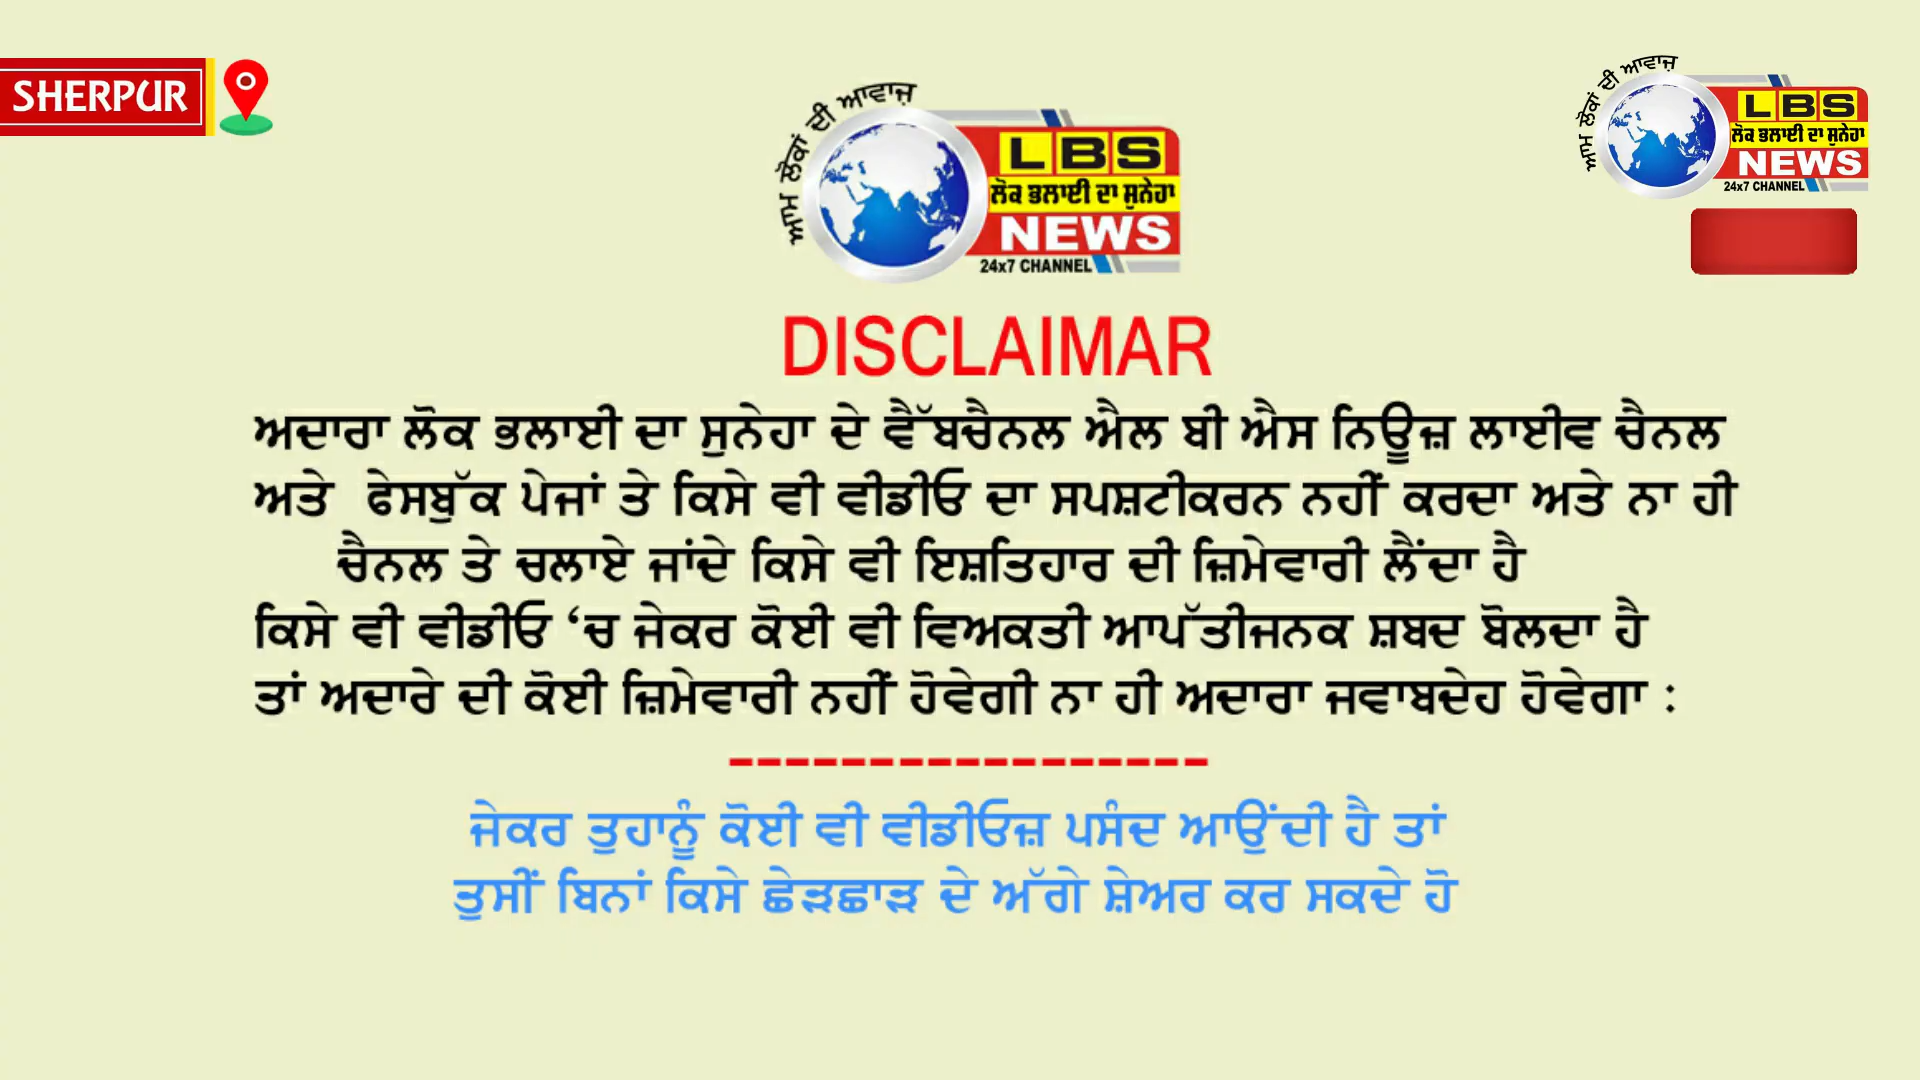 SHERPUR
ਆਮ ਲੋਕਾਂ ਦੀ ਆਵਾਜ਼
LBS
ਲੋਕ ਭਲਾਈ ਦਾ ਸੁਨੇਹਾ
NEWS
24x7 CHANNEL
ਆਮ ਲੋਕਾਂ ਦੀ ਆਵਾਜ਼
LBS
ਲੋਕ ਭਲਾਈ ਦਾ ਸੁਨੇਹਾ
NEWS
24x7 CHANNEL
DISCLAIMAR
ਅਦਾਰਾ ਲੋਕ ਭਲਾਈ ਦਾ ਸੁਨੇਹਾ ਦੇ ਵੈੱਬਚੈਨਲ ਐਲ ਬੀ ਐਸ ਨਿਊਜ਼ ਲਾਈਵ ਚੈਨਲ
ਅਤੇ ਫੇਸਬੁੱਕ ਪੇਜਾਂ ਤੇ ਕਿਸੇ ਵੀ ਵੀਡੀਓ ਦਾ ਸਪਸ਼ਟੀਕਰਨ ਨਹੀਂ ਕਰਦਾ ਅਤੇ ਨਾ ਹੀ
ਚੈਨਲ ਤੇ ਚਲਾਏ ਜਾਂਦੇ ਕਿਸੇ ਵੀ ਇਸ਼ਤਿਹਾਰ ਦੀ ਜ਼ਿਮੇਵਾਰੀ ਲੈਂਦਾ ਹੈ
ਕਿਸੇ ਵੀ ਵੀਡੀਓ ‘ਚ ਜੇਕਰ ਕੋਈ ਵੀ ਵਿਅਕਤੀ ਆਪੱਤੀਜਨਕ ਸ਼ਬਦ ਬੋਲਦਾ ਹੈ
ਤਾਂ ਅਦਾਰੇ ਦੀ ਕੋਈ ਜ਼ਿਮੇਵਾਰੀ ਨਹੀਂ ਹੋਵੇਗੀ ਨਾ ਹੀ ਅਦਾਰਾ ਜਵਾਬਦੇਹ ਹੋਵੇਗਾ :
-----------------
ਜੇਕਰ ਤੁਹਾਨੂੰ ਕੋਈ ਵੀ ਵੀਡੀਓਜ਼ ਪਸੰਦ ਆਉਂਦੀ ਹੈ ਤਾਂ
ਤੁਸੀਂ ਬਿਨਾਂ ਕਿਸੇ ਛੇੜਛਾੜ ਦੇ ਅੱਗੇ ਸ਼ੇਅਰ ਕਰ ਸਕਦੇ ਹੋ